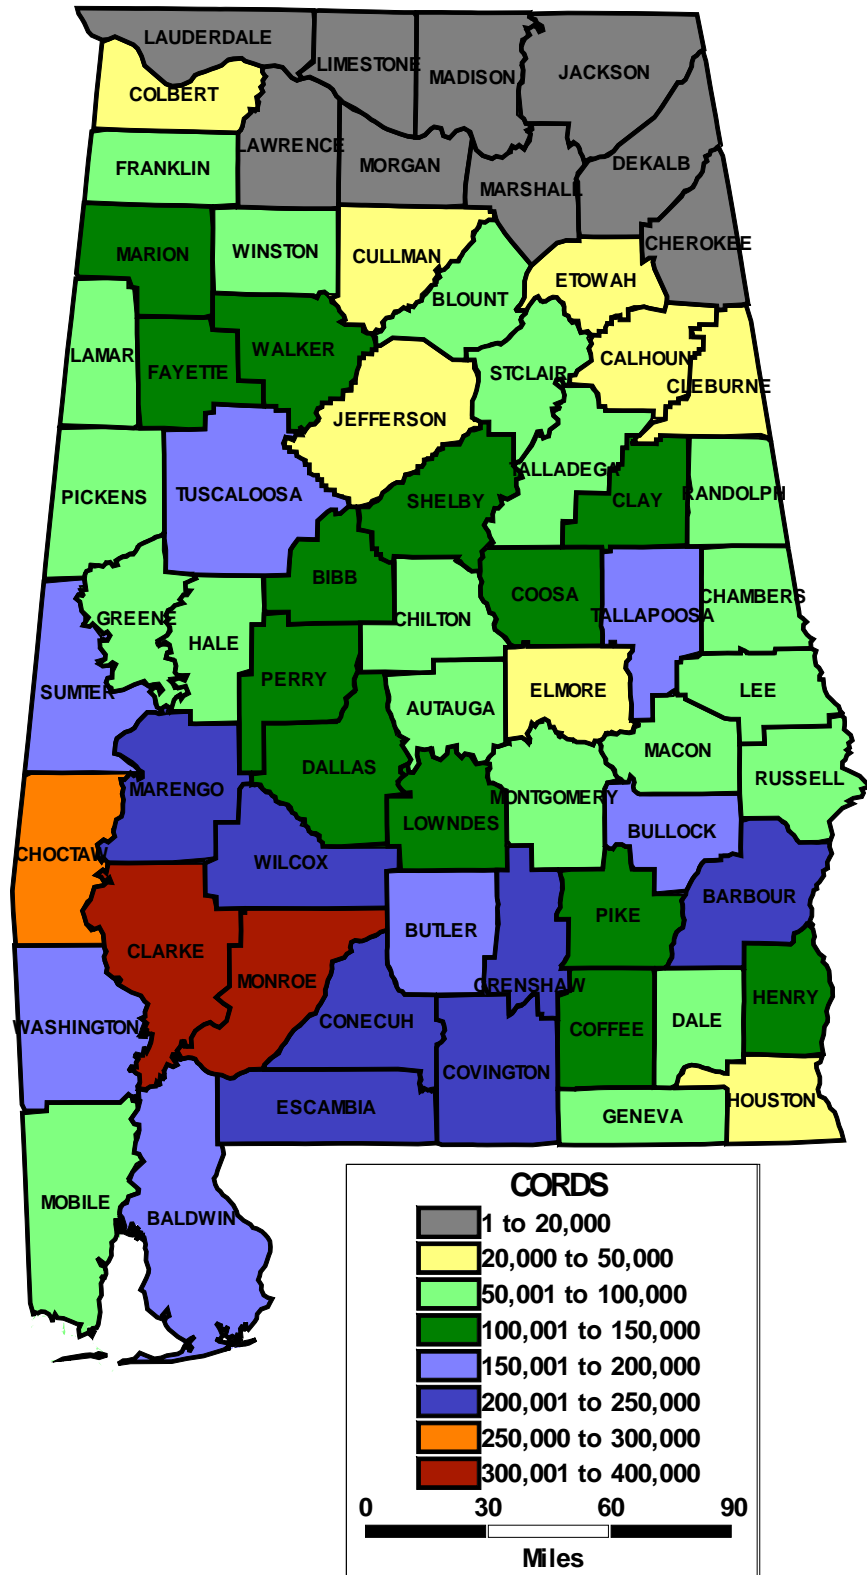 LAUDERDALE
LIMESTONE
MADISON
JACKSON
COLBERT
LAWRENCE
MORGAN
MARSHALL
DEKALB
FRANKLIN
CHEROKEE
MARION
WINSTON
CULLMAN
ETOWAH
BLOUNT
LAMAR
FAYETTE
WALKER
STCLAIR
CALHOUN
CLEBURNE
JEFFERSON
PICKENS
TUSCALOOSA
SHELBY
TALLADEGA
CLAY
RANDOLPH
BIBB
COOSA
TALLAPOOSA
CHAMBERS
GREENE
HALE
CHILTON
SUMTER
PERRY
AUTAUGA
ELMORE
LEE
MACON
DALLAS
MARENGO
MONTGOMERY
RUSSELL
LOWNDES
BULLOCK
CHOCTAW
WILCOX
BARBOUR
CLARKE
BUTLER
PIKE
MONROE
CRENSHAW
HENRY
WASHINGTON
CONECUH
COFFEE
DALE
COVINGTON
ESCAMBIA
GENEVA
HOUSTON
MOBILE
BALDWIN
CORDS
1 to 20,000
20,000 to 50,000
50,001 to 100,000
100,001 to 150,000
150,001 to 200,000
200,001 to 250,000
250,000 to 300,000
300,001 to 400,000
0 30 60 90
Miles